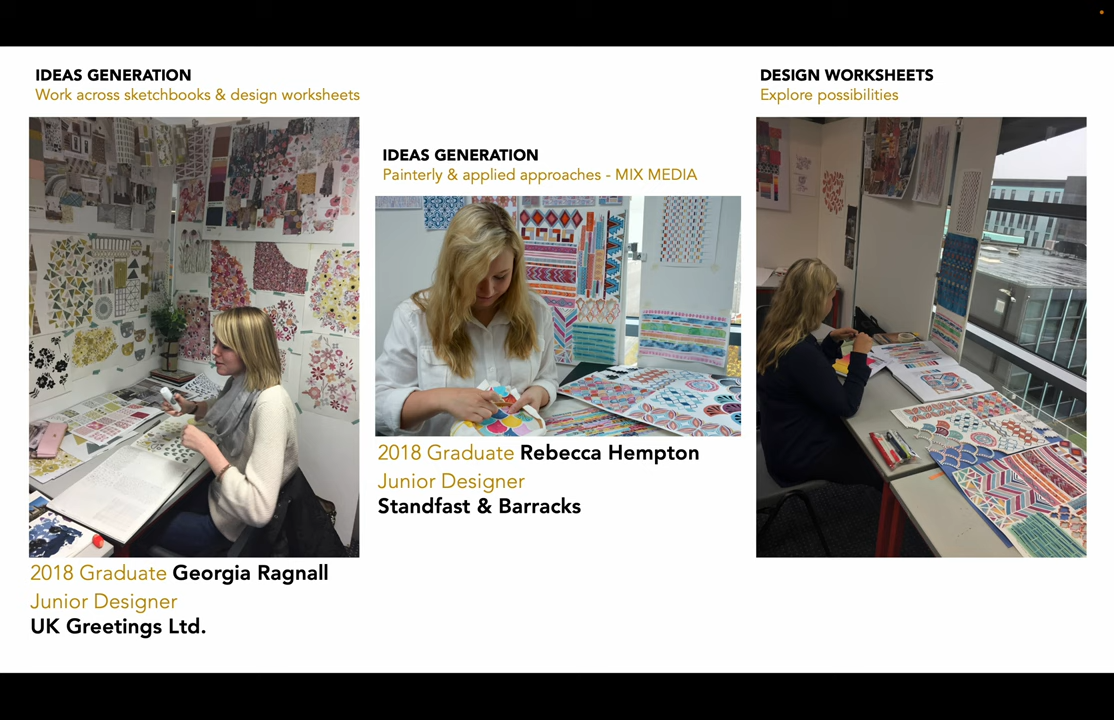 IDEAS GENERATION
Work across sketchbooks & design worksheets
2018 Graduate Georgia Ragnall
Junior Designer
UK Greetings Ltd.
IDEAS GENERATION
Painterly & applied approaches - MIX MEDIA
2018 Graduate Rebecca Hempton
Junior Designer
Standfast & Barracks
DESIGN WORKSHEETS
Explore possibilities